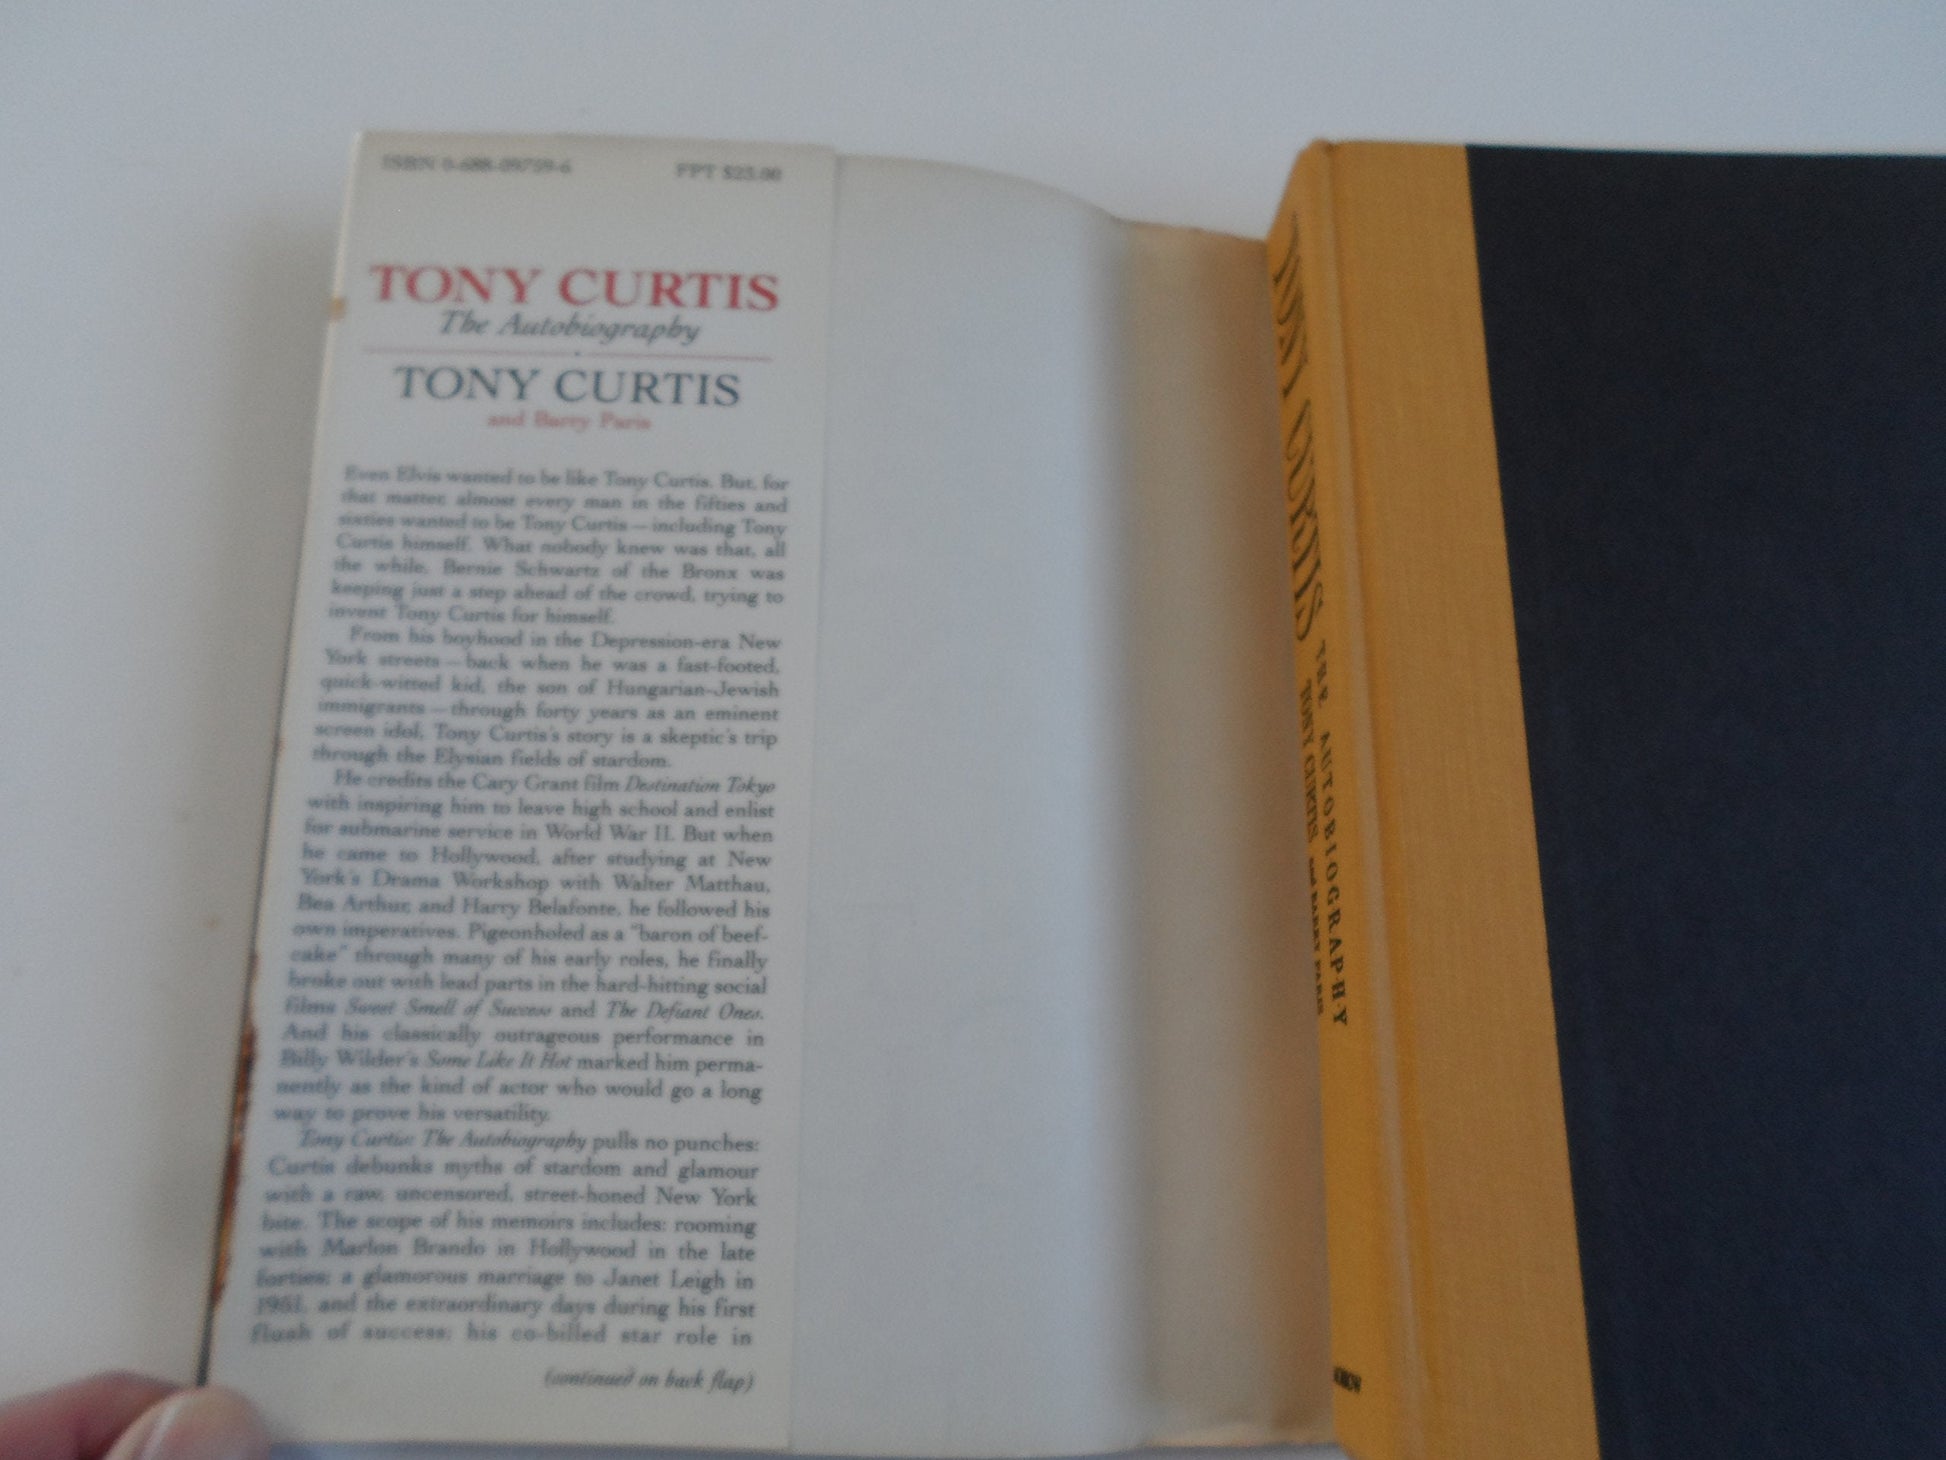 ISBN 0-688-09759-6
FPT $25.00
TONY CURTIS
The Autobiography
TONY CURTIS
and Barry Paris
Even Elvis wanted to be like Tony Curtis. But, for
that matter, almost every man in the fifties and
sixties wanted to be Tony Curtis—including Tony
Curtis himself. What nobody knew was that, all
the while, Bernie Schwartz of the Bronx was
keeping just a step ahead of the crowd, trying to
invent Tony Curtis for himself.
From his boyhood in the Depression-era New
York streets—back when he was a fast-footed,
quick-witted kid, the son of Hungarian-Jewish
immigrants—through forty years as an eminent
screen idol, Tony Curtis's story is a skeptic's trip
through the Elysian fields of stardom.
He credits the Cary Grant film Destination Tokyo
with inspiring him to leave high school and enlist
for submarine service in World War II. But when
he came to Hollywood, after studying at New
York's Drama Workshop with Walter Matthau,
Bea Arthur, and Harry Belafonte, he followed his
own imperatives. Pigeonholed as a "baron of beef-
cake" through many of his early roles, he finally
broke out with lead parts in the hard-hitting social
films Sweet Smell of Success and The Defiant Ones.
And his classically outrageous performance in
Billy Wilder's Some Like It Hot marked him perma-
nently as the kind of actor who would go a long
way to prove his versatility.
Tony Curtis: The Autobiography pulls no punches:
Curtis debunks myths of stardom and glamour
with a raw, uncensored, street-honed New York
bite. The scope of his memoirs includes: rooming
with Marlon Brando in Hollywood in the late
forties; a glamorous marriage to Janet Leigh in
1951, and the extraordinary days during his first
flush of success; his co-billed star role in
(continued on back flap)
TONY CURTIS
THE AUTOBIOGRAPHY
TONY CURTIS and BARRY PARIS